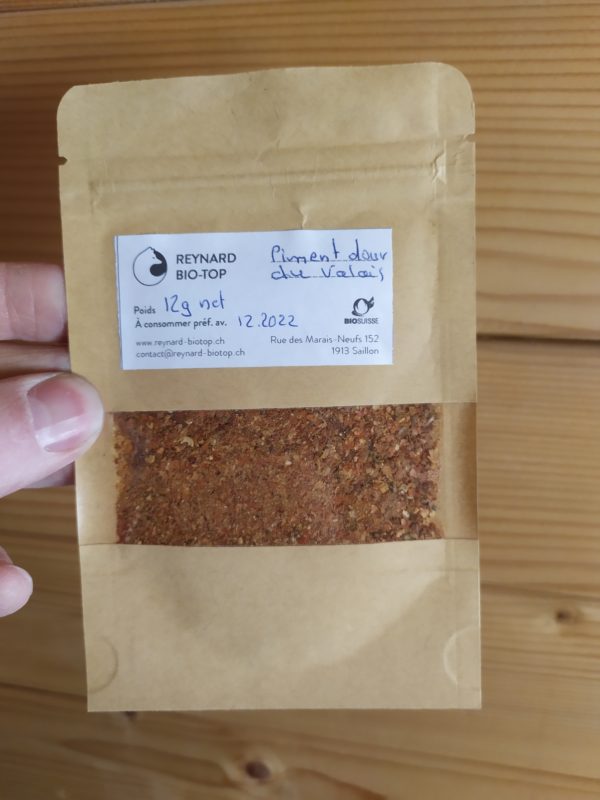 REYNARD
BIO-TOP
Piment doux
du Valais
Poids 12g net
À consommer préf. av. 12.2022
BIOSUISSE
www.reynard-biotop.ch
contact@reynard-biotop.ch
Rue des Marais-Neufs 152
1913 Saillon